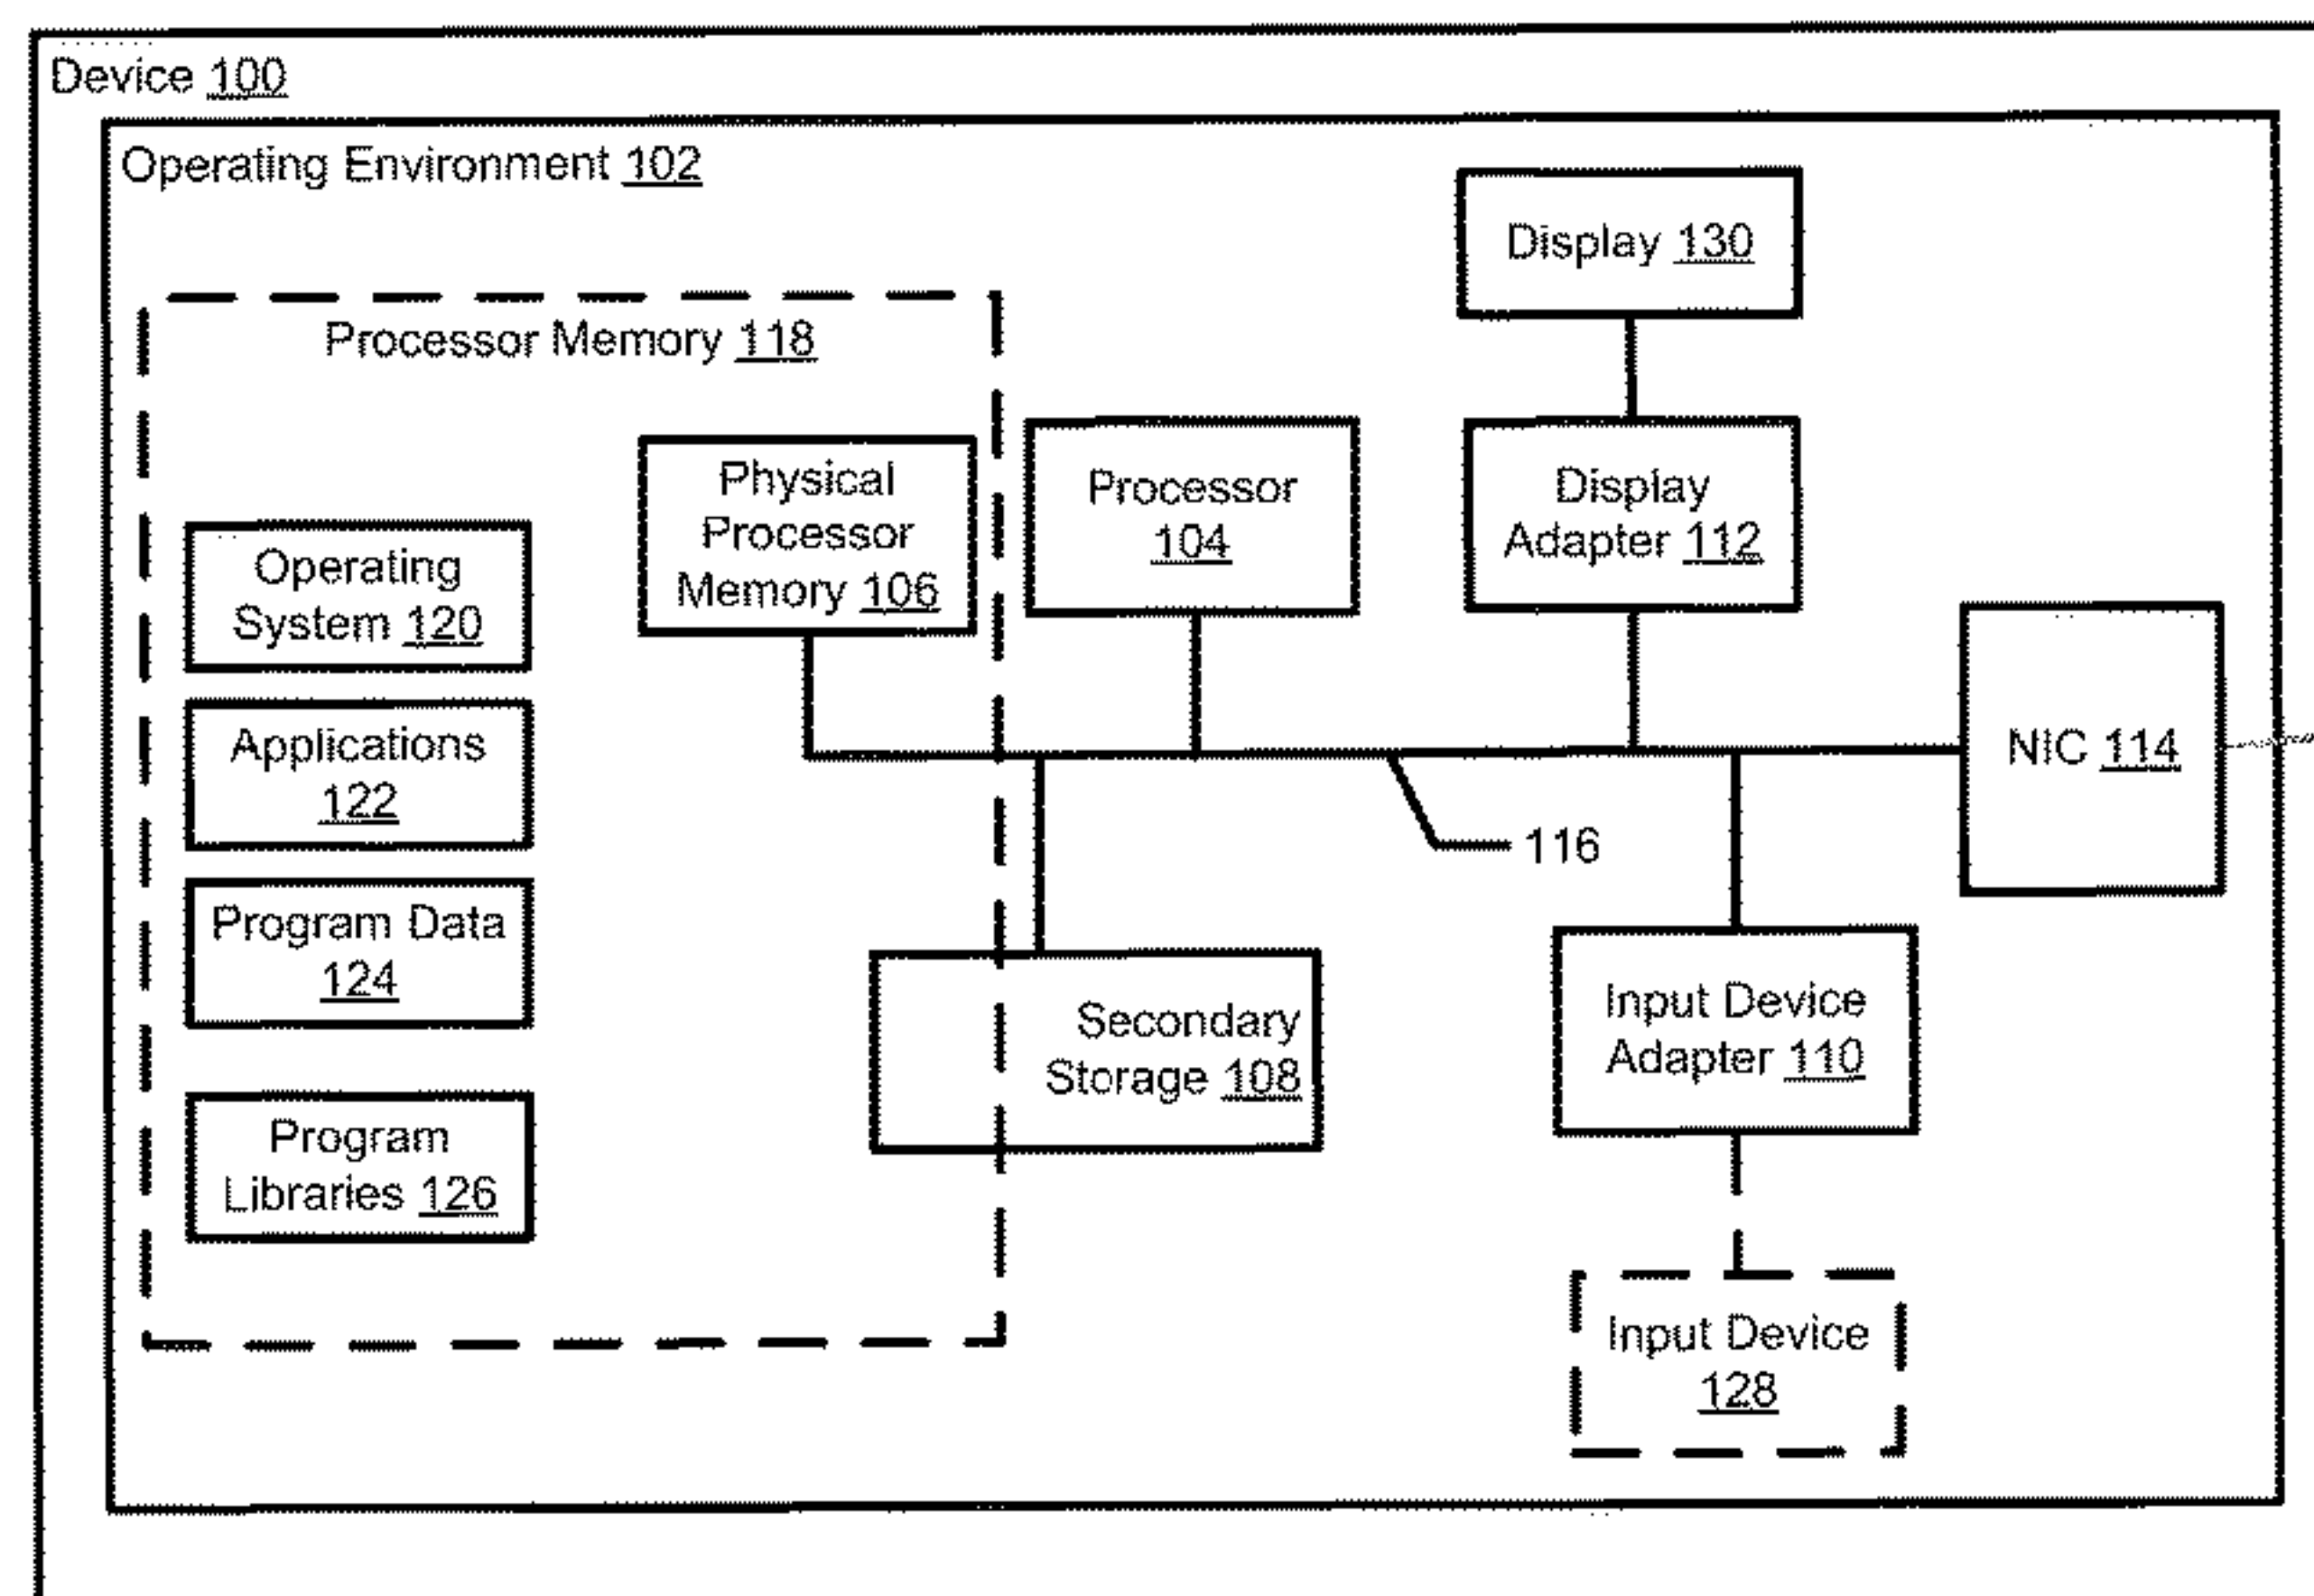 Device 100
Operating Environment 102
Display 130
Processor Memory 118
Physical
Processor
Memory 106
Processor
104
Display
Adapter 112
Operating
System 120
NIC 114
Applications
122
116
Program Data
124
Secondary
Storage 108
Input Device
Adapter 110
Program
Libraries 126
Input Device
128